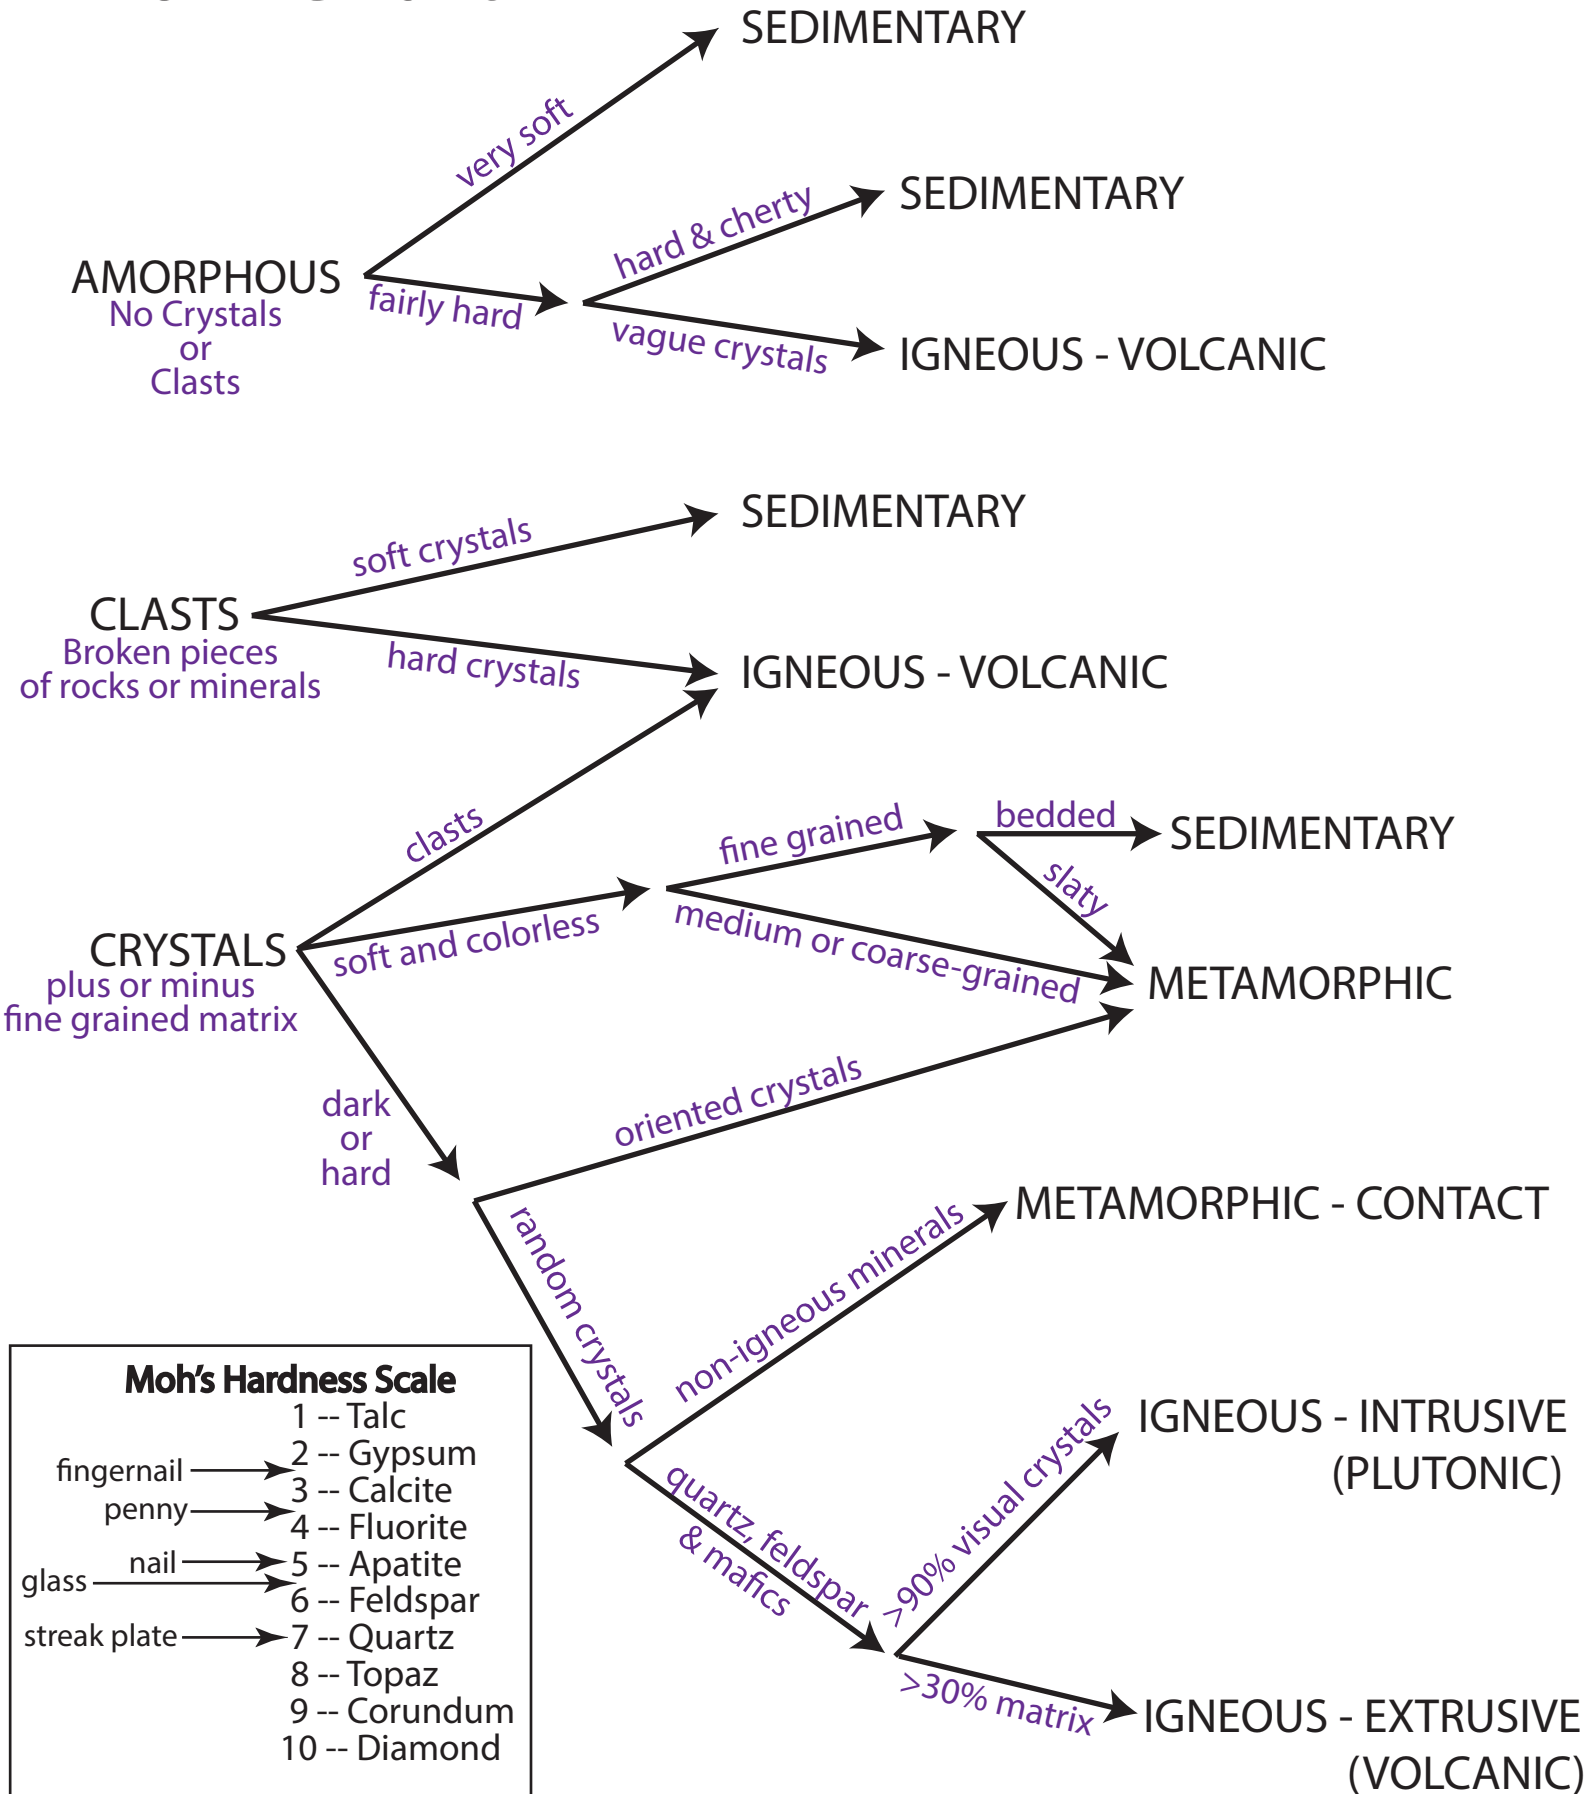 SEDIMENTARY
very soft
SEDIMENTARY
hard & cherty
AMORPHOUS
No Crystals
or
Clasts
fairly hard
vague crystals
IGNEOUS - VOLCANIC
SEDIMENTARY
soft crystals
CLASTS
Broken pieces
of rocks or minerals
hard crystals
IGNEOUS - VOLCANIC
clasts
fine grained
bedded
SEDIMENTARY
slaty
CRYSTALS
plus or minus
fine grained matrix
soft and colorless
medium or coarse-grained
METAMORPHIC
dark
or
hard
oriented crystals
random crystals
non-igneous minerals
METAMORPHIC - CONTACT
quartz, feldspar
& mafics
>90% visual crystals
IGNEOUS - INTRUSIVE
(PLUTONIC)
>30% matrix
IGNEOUS - EXTRUSIVE
(VOLCANIC)
Moh's Hardness Scale
1 -- Talc
2 -- Gypsum
fingernail
3 -- Calcite
penny
4 -- Fluorite
nail
5 -- Apatite
glass
6 -- Feldspar
streak plate
7 -- Quartz
8 -- Topaz
9 -- Corundum
10 -- Diamond